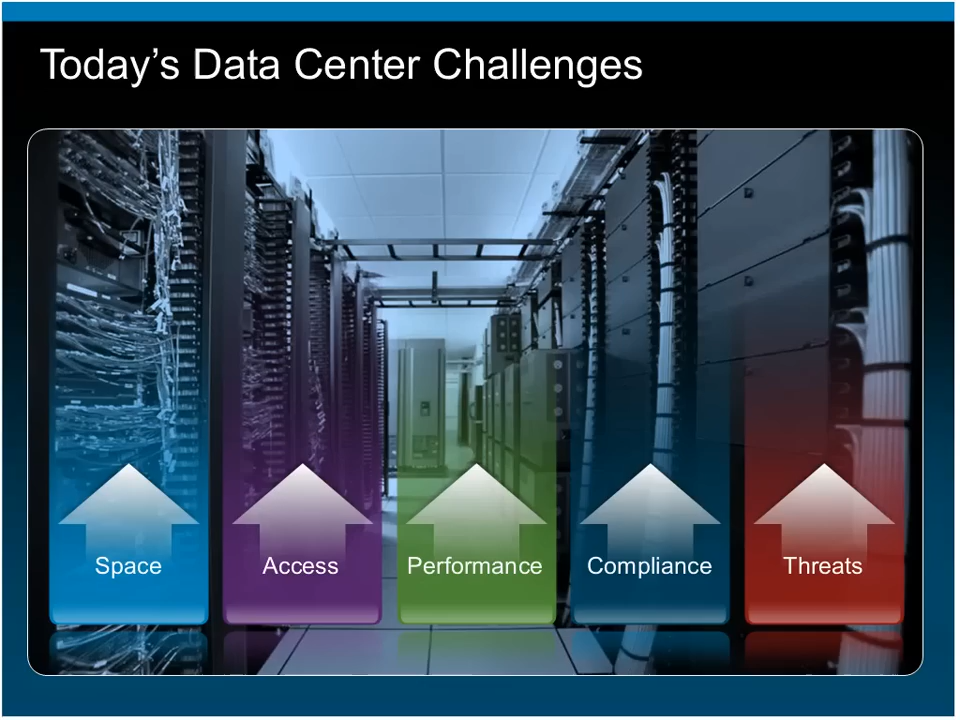 Today’s Data Center Challenges
Space
Access
Performance
Compliance
Threats